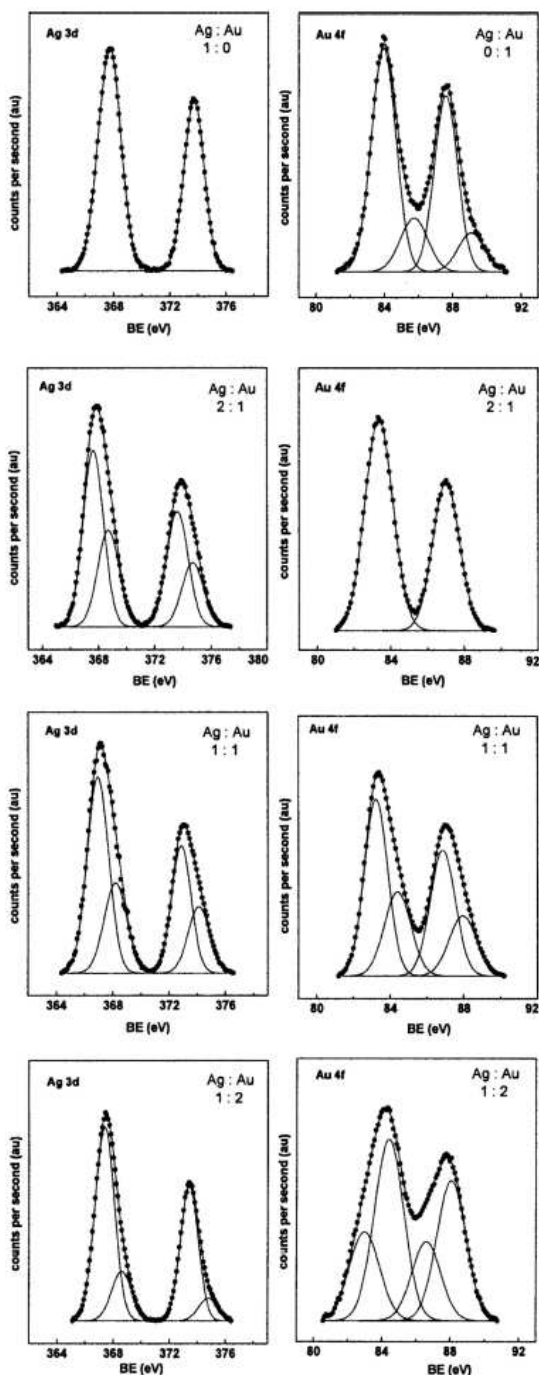 Ag 3d
Ag : Au
1 : 0
counts per second (au)
364 368 372 376
BE (eV)
Au 4f
Ag : Au
0 : 1
counts per second (au)
80 84 88 92
BE (eV)
Ag 3d
Ag : Au
2 : 1
counts per second (au)
364 368 372 376 380
BE (eV)
Au 4f
Ag : Au
2 : 1
counts per second (au)
80 84 88 92
BE (eV)
Ag 3d
Ag : Au
1 : 1
counts per second (au)
364 368 372 376
BE (eV)
Au 4f
Ag : Au
1 : 1
counts per second (au)
80 84 88 92
BE (eV)
Ag 3d
Ag : Au
1 : 2
counts per second (au)
364 368 372 376
BE (eV)
Au 4f
Ag : Au
1 : 2
counts per second (au)
80 84 88 92
BE (eV)